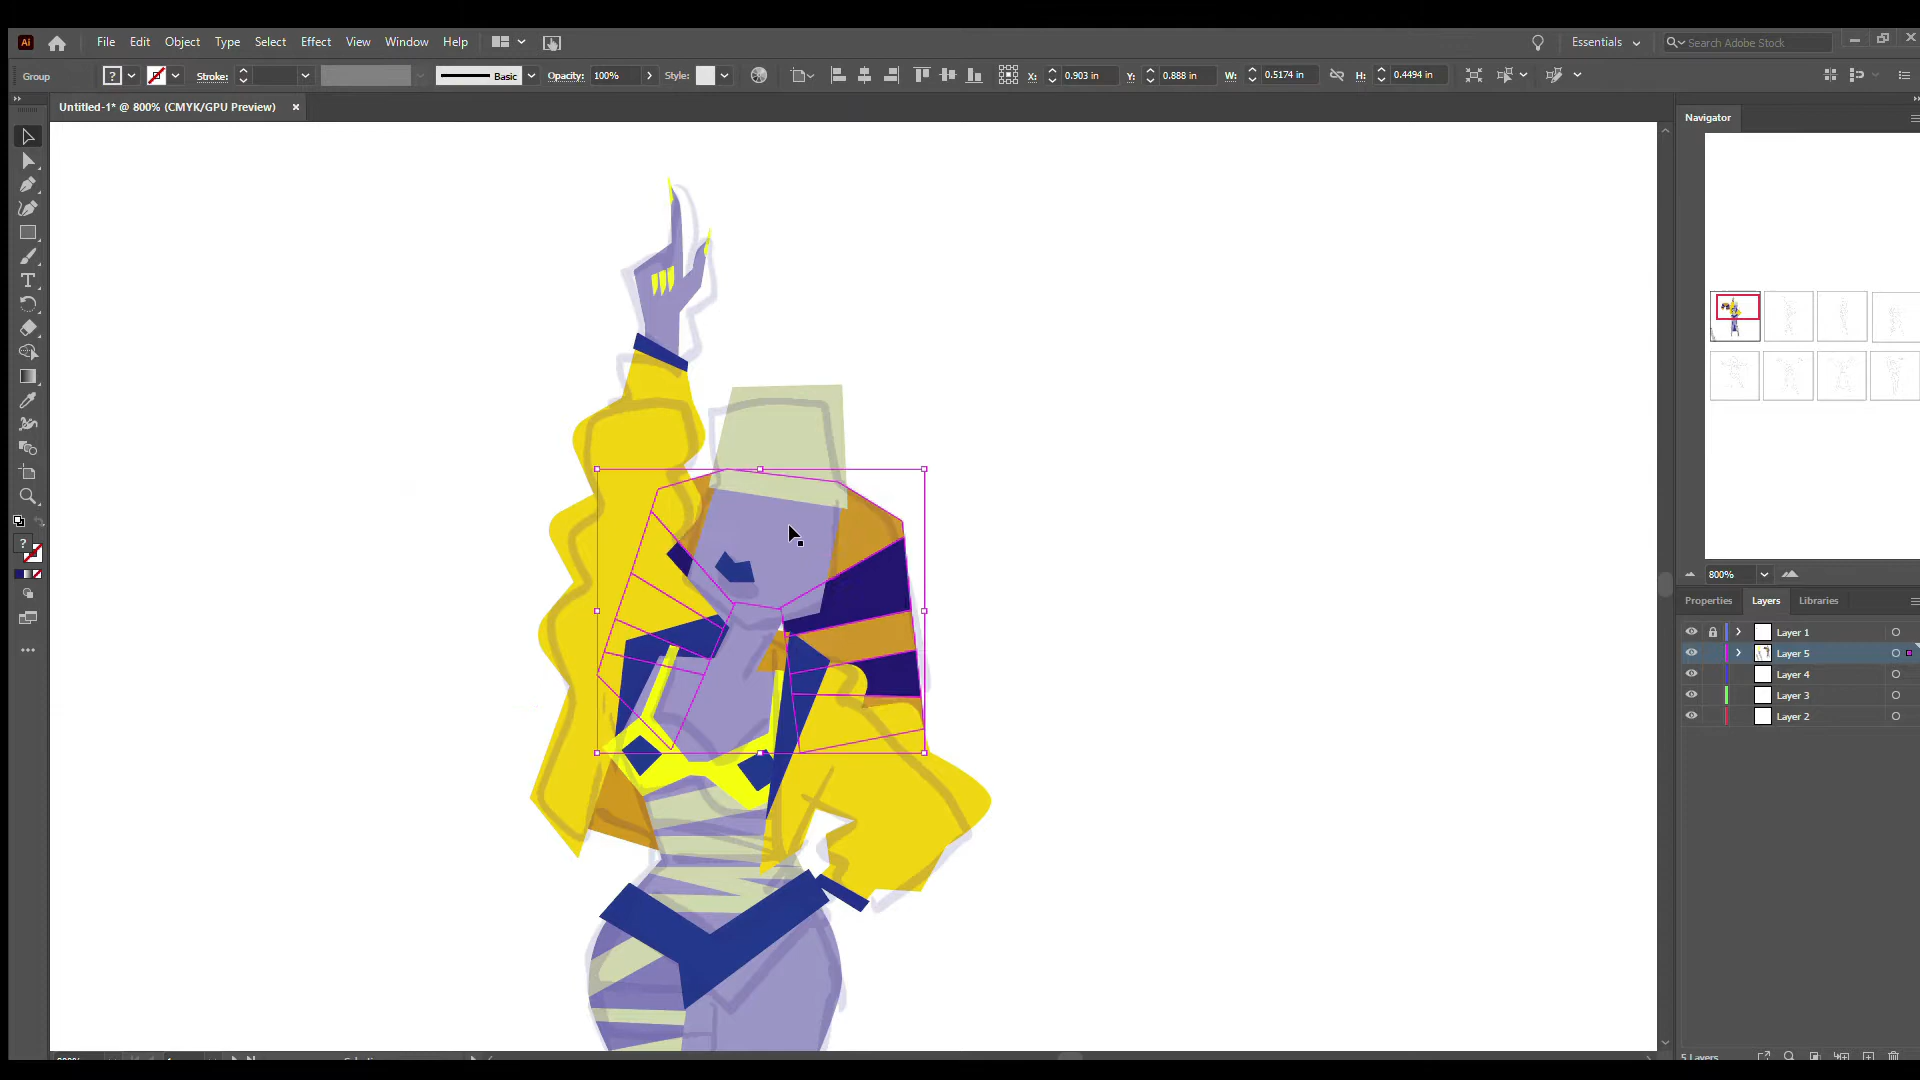 Ai File Edit Object Type Select Effect View Window Help Essentials Search Adobe Stock
Group ? Stroke: Basic Opacity: 100% Style: X: 0.903 in Y: 0.888 in W: 0.5174 in H: 0.4494 in
Untitled-1* @ 800% (CMYK/GPU Preview)
Navigator
?
800%
Properties Layers Libraries
Layer 1
Layer 5
Layer 4
Layer 3
Layer 2
5 Layers